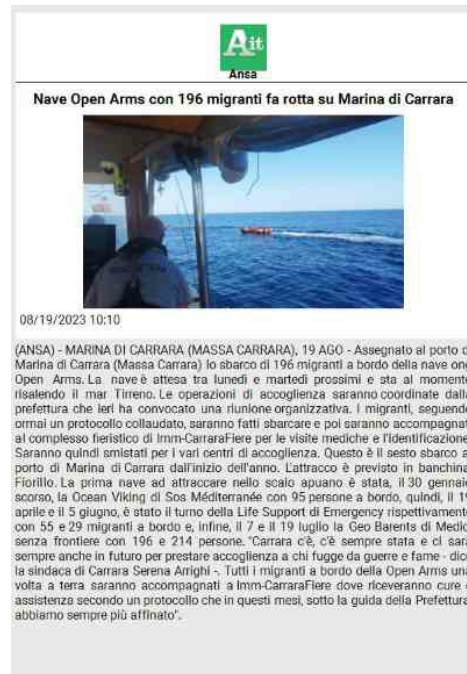 Ait
Ansa
Nave Open Arms con 196 migranti fa rotta su Marina di Carrara
08/19/2023 10:10
(ANSA) - MARINA DI CARRARA (MASSA CARRARA), 19 AGO - Assegnato al porto d
Marina di Carrara (Massa Carrara) lo sbarco di 196 migranti a bordo della nave ong
Open Arms. La nave è attesa tra lunedì e martedì prossimi e sta al momento
risalendo il mar Tirreno. Le operazioni di accoglienza saranno coordinate dalla
prefettura che ieri ha convocato una riunione organizzativa. I migranti, seguendo
ormai un protocollo collaudato, saranno fatti sbarcare e poi saranno accompagnat
al complesso fieristico di Imm-CarraraFiere per le visite mediche e l'identificazione
Saranno quindi smistati per i vari centri di accoglienza. Questo è il sesto sbarco a
porto di Marina di Carrara dall'inizio dell'anno. L'attracco è previsto in banchina
Fiorillo. La prima nave ad attraccare nello scalo apuano è stata, il 30 gennaio
scorso, la Ocean Viking di Sos Méditerranée con 95 persone a bordo, quindi, il 19
aprile e il 5 giugno, è stato il turno della Life Support di Emergency rispettivamente
con 55 e 29 migranti a bordo e, infine, il 7 e il 19 luglio la Geo Barents di Medic
senza frontiere con 196 e 214 persone. "Carrara c'è, c'è sempre stata e ci sarà
sempre anche in futuro per prestare accoglienza a chi fugge da guerre e fame - dice
la sindaca di Carrara Serena Arrighi -. Tutti i migranti a bordo della Open Arms una
volta a terra saranno accompagnati a Imm-CarraraFiere dove riceveranno cure e
assistenza secondo un protocollo che in questi mesi, sotto la guida della Prefettura
abbiamo sempre più affinato".